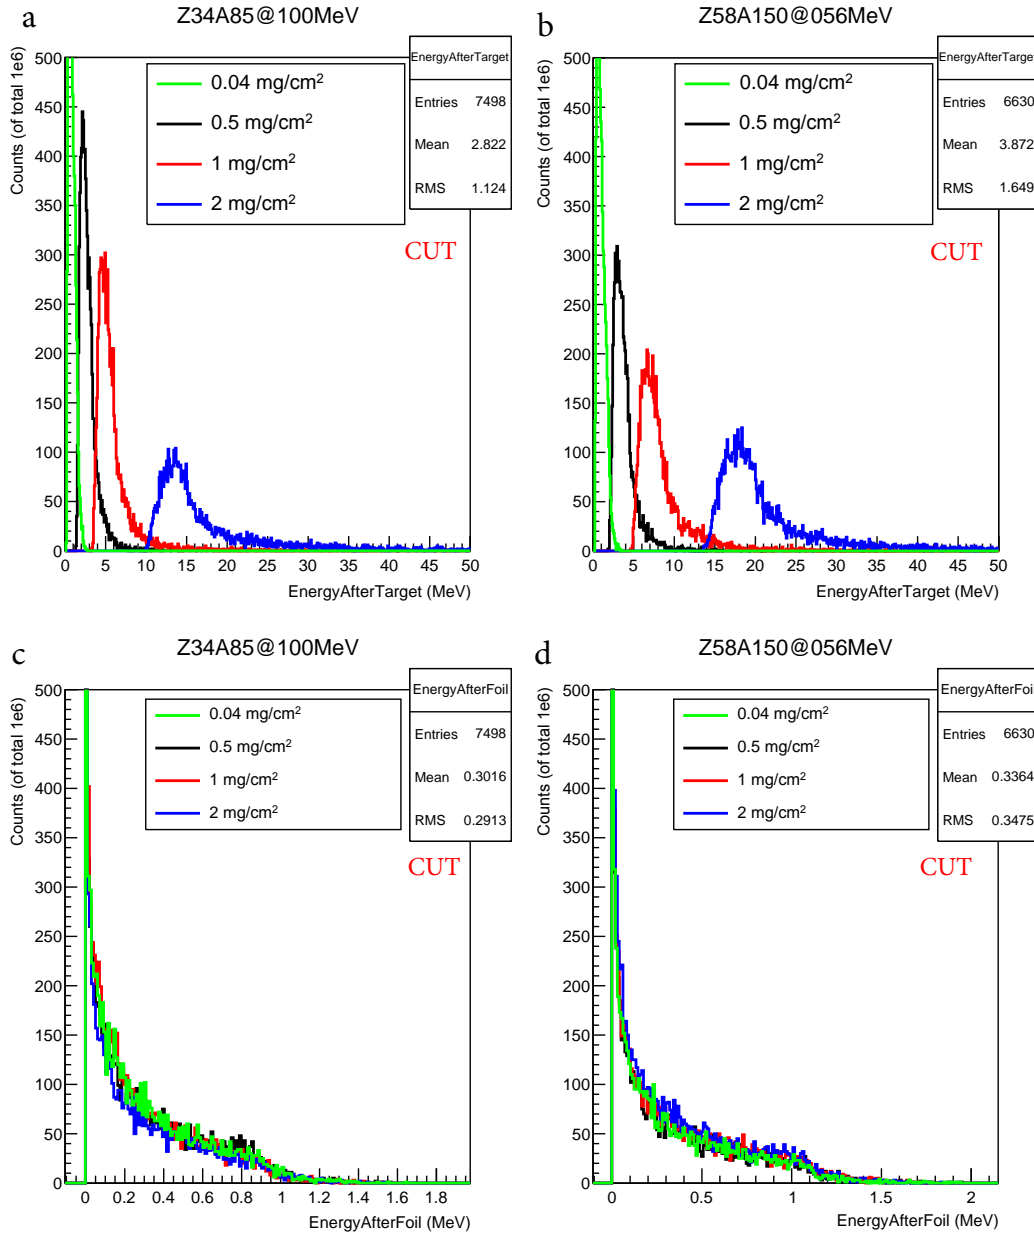 a
Z34A85@100MeV
Counts (of total 1e6)
500
450
400
350
300
250
200
150
100
50
0
0.04 mg/cm²
0.5 mg/cm²
1 mg/cm²
2 mg/cm²
EnergyAfterTarget
Entries 7498
Mean 2.822
RMS 1.124
CUT
0 5 10 15 20 25 30 35 40 45 50
EnergyAfterTarget (MeV)
b
Z58A150@056MeV
Counts (of total 1e6)
500
450
400
350
300
250
200
150
100
50
0
0.04 mg/cm²
0.5 mg/cm²
1 mg/cm²
2 mg/cm²
EnergyAfterTarget
Entries 6630
Mean 3.872
RMS 1.649
CUT
0 5 10 15 20 25 30 35 40 45 50
EnergyAfterTarget (MeV)
c
Z34A85@100MeV
Counts (of total 1e6)
500
450
400
350
300
250
200
150
100
50
0
0.04 mg/cm²
0.5 mg/cm²
1 mg/cm²
2 mg/cm²
EnergyAfterFoil
Entries 7498
Mean 0.3016
RMS 0.2913
CUT
0 0.2 0.4 0.6 0.8 1 1.2 1.4 1.6 1.8
EnergyAfterFoil (MeV)
d
Z58A150@056MeV
Counts (of total 1e6)
500
450
400
350
300
250
200
150
100
50
0
0.04 mg/cm²
0.5 mg/cm²
1 mg/cm²
2 mg/cm²
EnergyAfterFoil
Entries 6630
Mean 0.3364
RMS 0.3475
CUT
0 0.5 1 1.5 2
EnergyAfterFoil (MeV)